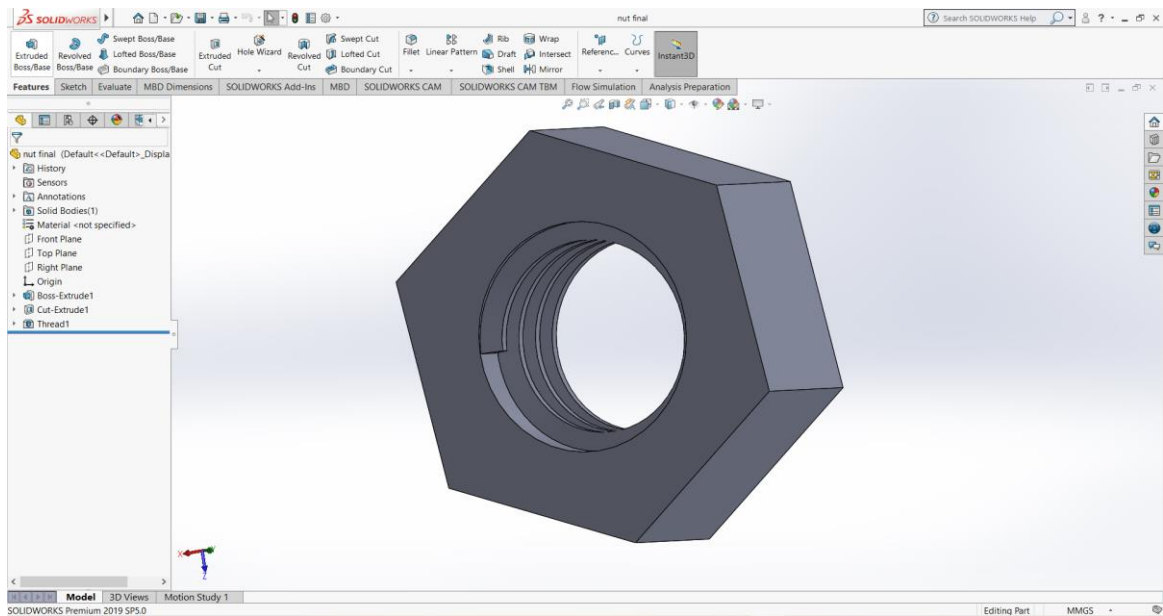 SOLIDWORKS
nut final
Search SOLIDWORKS Help
?
Extruded Boss/Base
Revolved Boss/Base
Swept Boss/Base
Lofted Boss/Base
Boundary Boss/Base
Extruded Cut
Hole Wizard
Revolved Cut
Swept Cut
Lofted Cut
Boundary Cut
Fillet
Linear Pattern
Rib
Draft
Shell
Wrap
Intersect
Mirror
Referenc...
Curves
Instant3D
Features Sketch Evaluate MBD Dimensions SOLIDWORKS Add-Ins MBD SOLIDWORKS CAM SOLIDWORKS CAM TBM Flow Simulation Analysis Preparation
nut final (Default<<Default>_Displa
History
Sensors
Annotations
Solid Bodies(1)
Material <not specified>
Front Plane
Top Plane
Right Plane
Origin
Boss-Extrude1
Cut-Extrude1
Thread1
X
Z
Model 3D Views Motion Study 1
SOLIDWORKS Premium 2019 SP5.0
Editing Part
MMGS